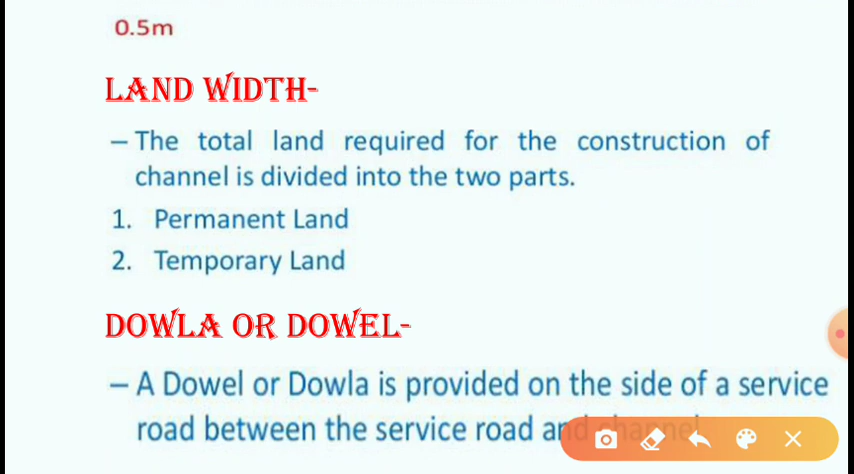 0.5m
LAND WIDTH-
– The total land required for the construction of
channel is divided into the two parts.
1. Permanent Land
2. Temporary Land
DOWLA OR DOWEL-
– A Dowel or Dowla is provided on the side of a service
road between the service road and channel